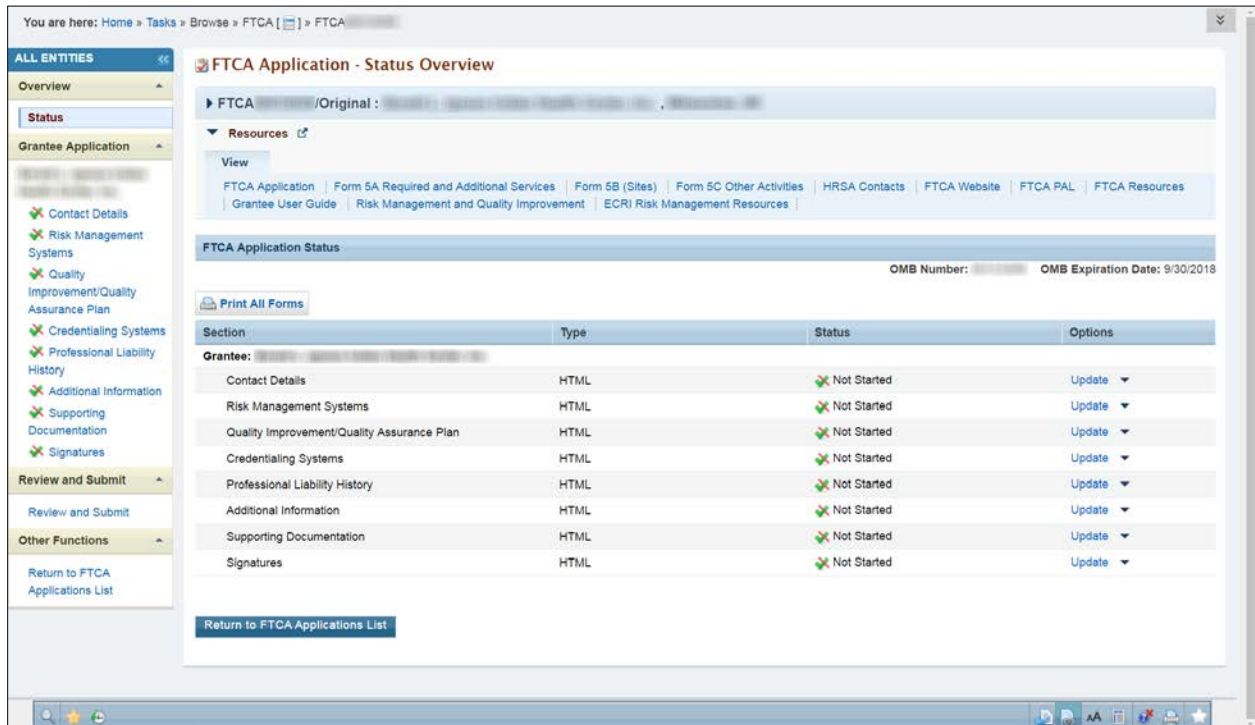 You are here: Home » Tasks » Browse » FTCA [ ] » FTCA
ALL ENTITIES «
Overview
Status
Grantee Application
Contact Details
Risk Management
Systems
Quality
Improvement/Quality
Assurance Plan
Credentialing Systems
Professional Liability
History
Additional Information
Supporting
Documentation
Signatures
Review and Submit
Review and Submit
Other Functions
Return to FTCA
Applications List
FTCA Application - Status Overview
FTCA /Original : ,
Resources
View
FTCA Application | Form 5A Required and Additional Services | Form 5B (Sites) | Form 5C Other Activities | HRSA Contacts | FTCA Website | FTCA PAL | FTCA Resources
| Grantee User Guide | Risk Management and Quality Improvement | ECRI Risk Management Resources |
FTCA Application Status
OMB Number: OMB Expiration Date: 9/30/2018
Print All Forms
Section Type Status Options
Grantee:
Contact Details HTML Not Started Update
Risk Management Systems HTML Not Started Update
Quality Improvement/Quality Assurance Plan HTML Not Started Update
Credentialing Systems HTML Not Started Update
Professional Liability History HTML Not Started Update
Additional Information HTML Not Started Update
Supporting Documentation HTML Not Started Update
Signatures HTML Not Started Update
Return to FTCA Applications List
AA